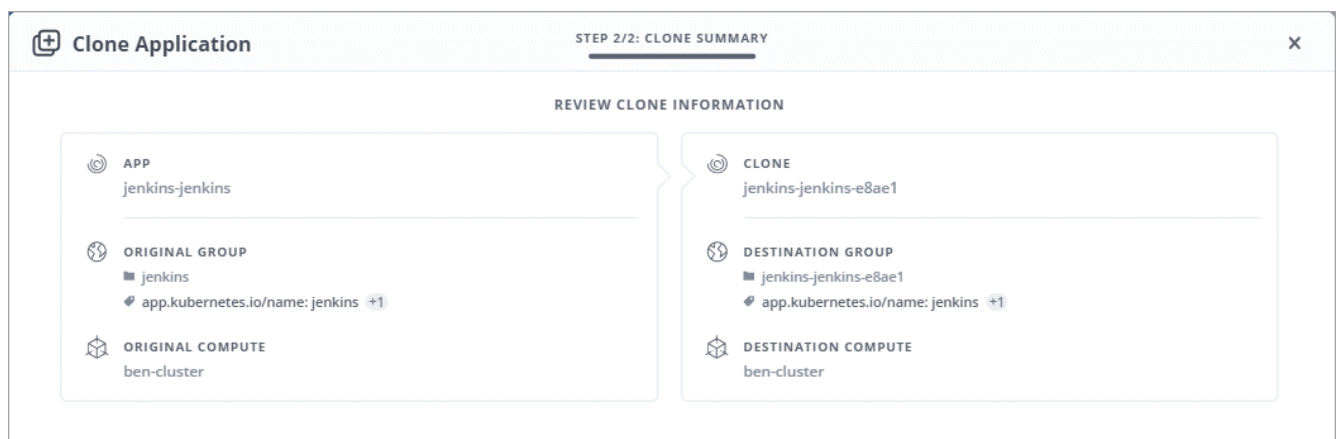 Clone Application
STEP 2/2: CLONE SUMMARY
REVIEW CLONE INFORMATION
APP
jenkins-jenkins
ORIGINAL GROUP
jenkins
app.kubernetes.io/name: jenkins +1
ORIGINAL COMPUTE
ben-cluster
CLONE
jenkins-jenkins-e8ae1
DESTINATION GROUP
jenkins-jenkins-e8ae1
app.kubernetes.io/name: jenkins +1
DESTINATION COMPUTE
ben-cluster